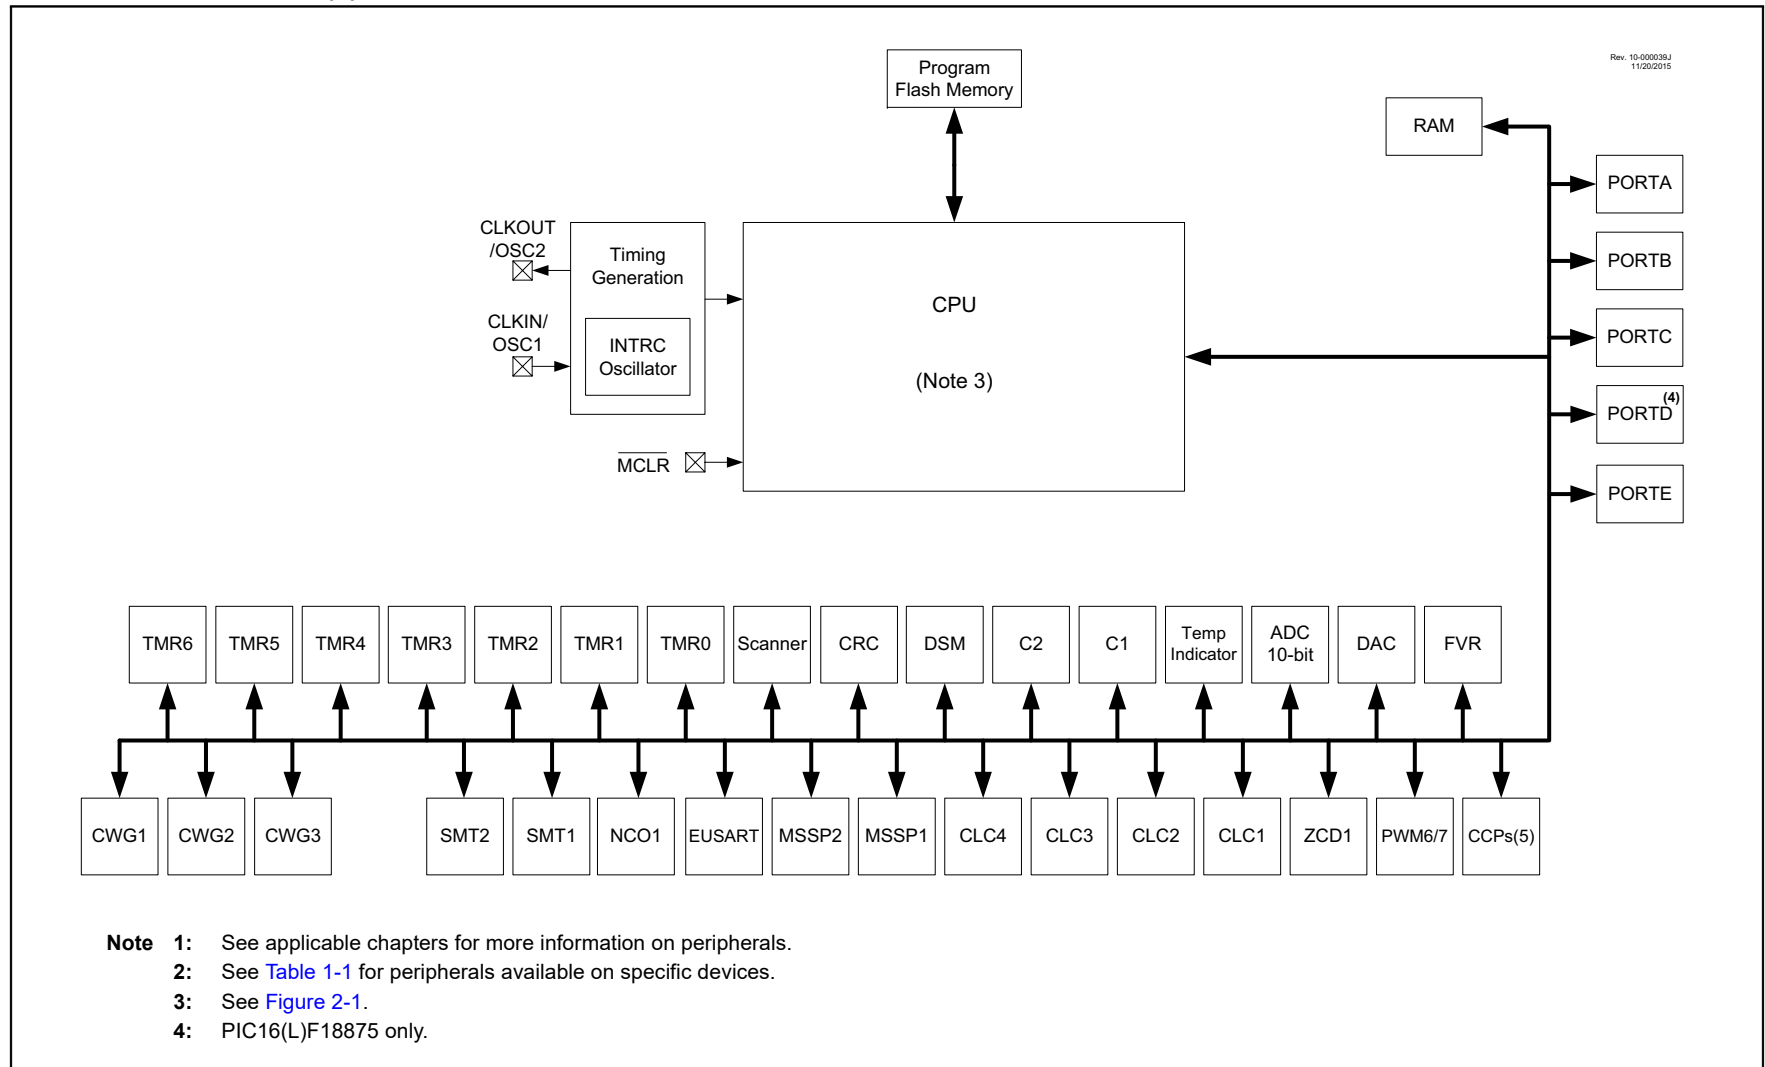 Rev. 10-000039J
11/20/2015
Program
Flash Memory
RAM
PORTA
PORTB
PORTC
PORTD(4)
PORTE
CLKOUT
/OSC2
Timing
Generation
CLKIN/
OSC1
INTRC
Oscillator
CPU
(Note 3)
MCLR
TMR6
TMR5
TMR4
TMR3
TMR2
TMR1
TMR0
Scanner
CRC
DSM
C2
C1
Temp
Indicator
ADC
10-bit
DAC
FVR
CWG1
CWG2
CWG3
SMT2
SMT1
NCO1
EUSART
MSSP2
MSSP1
CLC4
CLC3
CLC2
CLC1
ZCD1
PWM6/7
CCPs(5)
Note 1: See applicable chapters for more information on peripherals.
2: See Table 1-1 for peripherals available on specific devices.
3: See Figure 2-1.
4: PIC16(L)F18875 only.